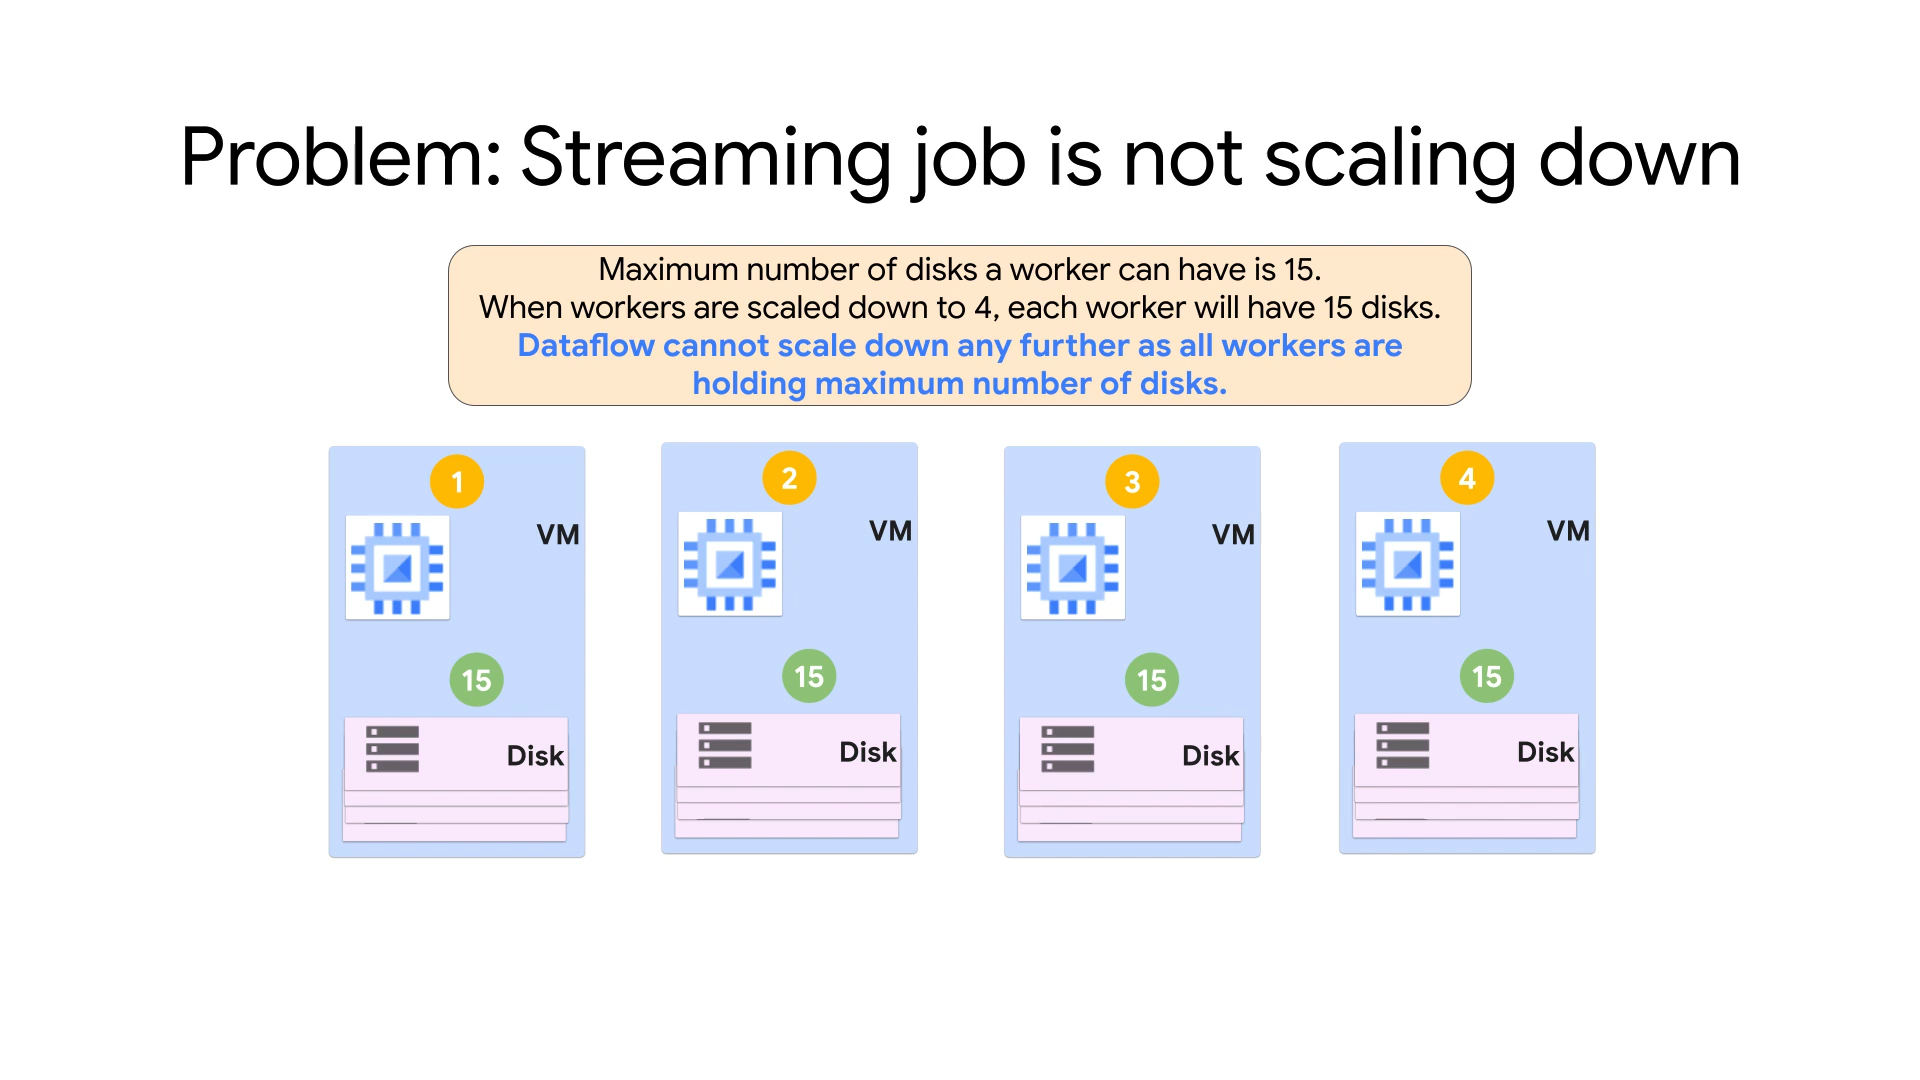 Problem: Streaming job is not scaling down
Maximum number of disks a worker can have is 15.
When workers are scaled down to 4, each worker will have 15 disks.
Dataflow cannot scale down any further as all workers are
holding maximum number of disks.
1
VM
15
Disk
2
VM
15
Disk
3
VM
15
Disk
4
VM
15
Disk